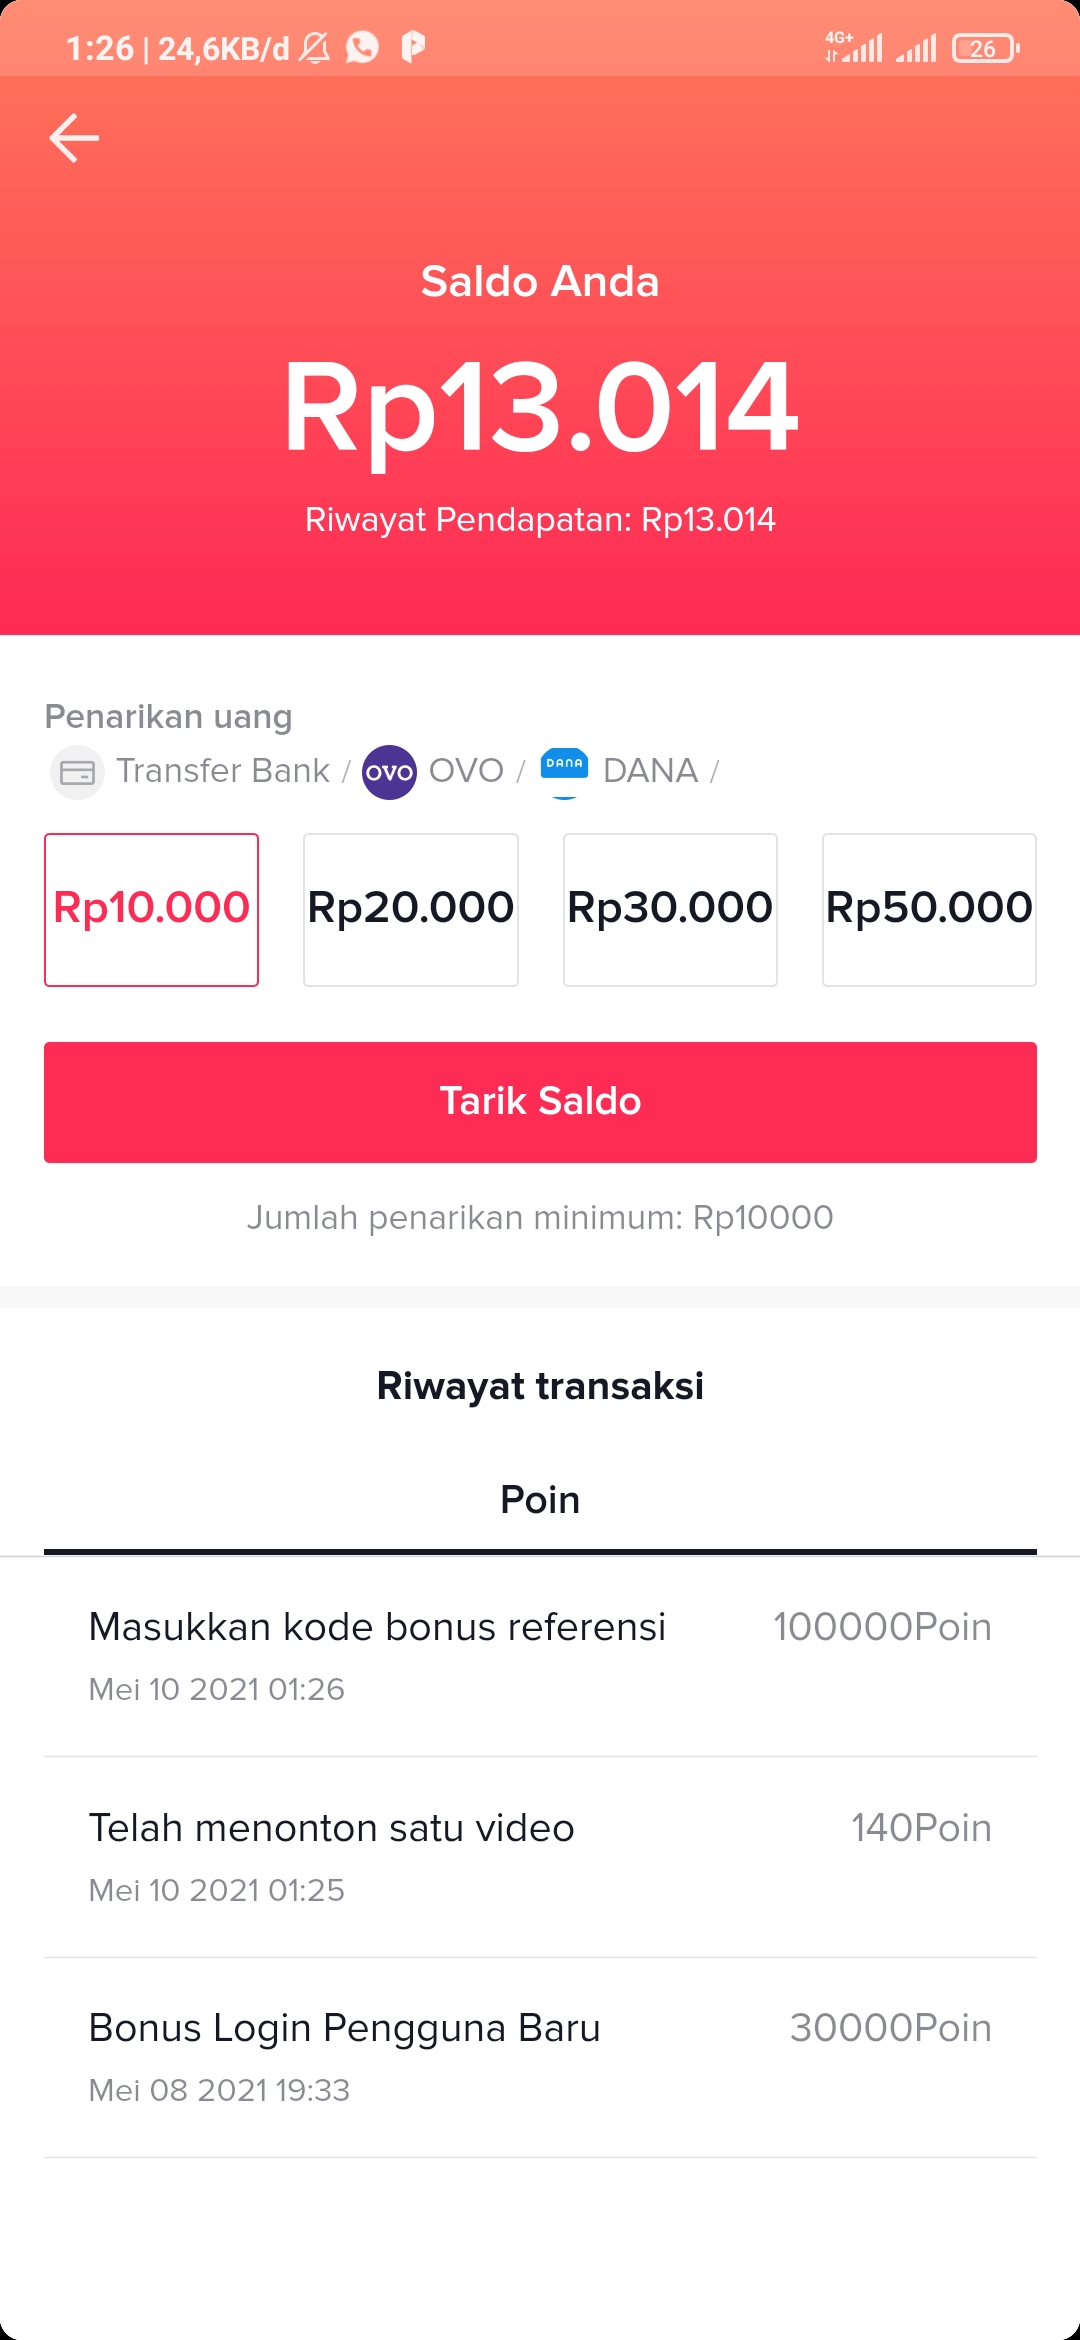 1:26 | 24,6KB/d 4G+ 26
Saldo Anda
Rp13.014
Riwayat Pendapatan: Rp13.014
Penarikan uang
Transfer Bank / OVO OVO / DANA DANA /
Rp10.000 Rp20.000 Rp30.000 Rp50.000
Tarik Saldo
Jumlah penarikan minimum: Rp10000
Riwayat transaksi
Poin
Masukkan kode bonus referensi 100000Poin
Mei 10 2021 01:26
Telah menonton satu video 140Poin
Mei 10 2021 01:25
Bonus Login Pengguna Baru 30000Poin
Mei 08 2021 19:33